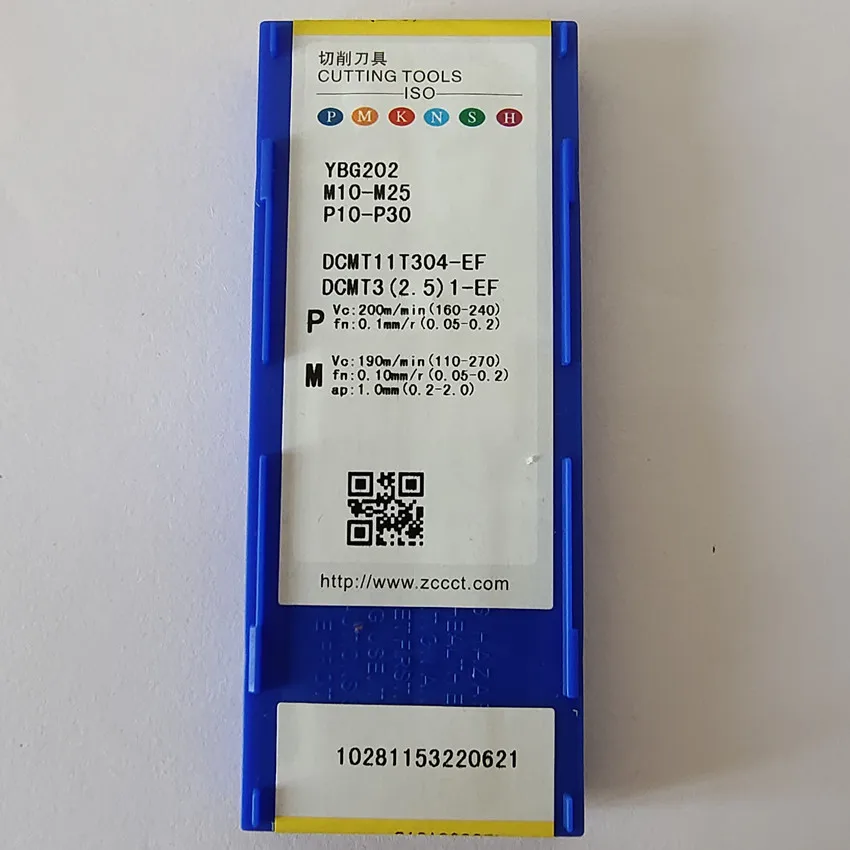 切削刀具
CUTTING TOOLS
ISO
P M K N S H
YBG202
M10-M25
P10-P30
DCMT11T304-EF
DCMT3(2.5)1-EF
P
Vc:200m/min(160-240)
fn:0.1mm/r(0.05-0.2)
M
Vc:190m/min(110-270)
fn:0.10mm/r(0.05-0.2)
ap:1.0mm(0.2-2.0)
http://www.zccct.com
10281153220621